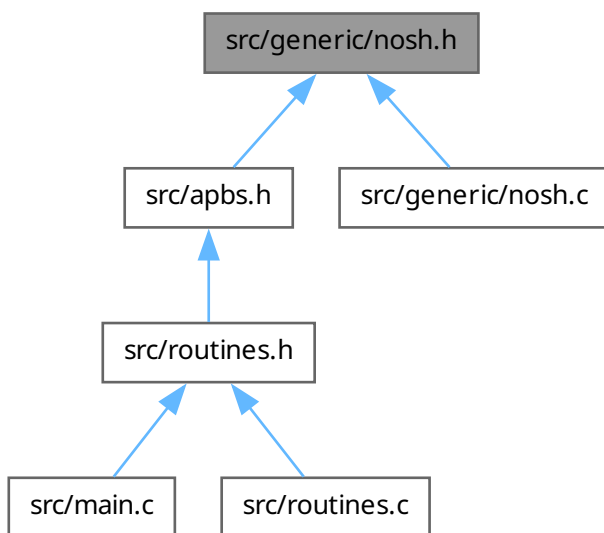 src/generic/nosh.h
src/apbs.h
src/generic/nosh.c
src/routines.h
src/main.c
src/routines.c